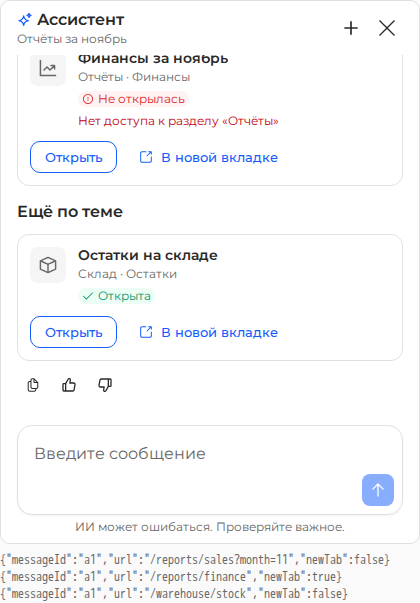 Ассистент
Отчёты за ноябрь
Финансы за ноябрь
Отчёты · Финансы
Не открылась
Нет доступа к разделу «Отчёты»
Открыть
В новой вкладке
Ещё по теме
Остатки на складе
Склад · Остатки
Открыта
Открыть
В новой вкладке
Введите сообщение
ИИ может ошибаться. Проверяйте важное.
{"messageId":"a1","url":"/reports/sales?month=11","newTab":false}
{"messageId":"a1","url":"/reports/finance","newTab":true}
{"messageId":"a1","url":"/warehouse/stock","newTab":false}